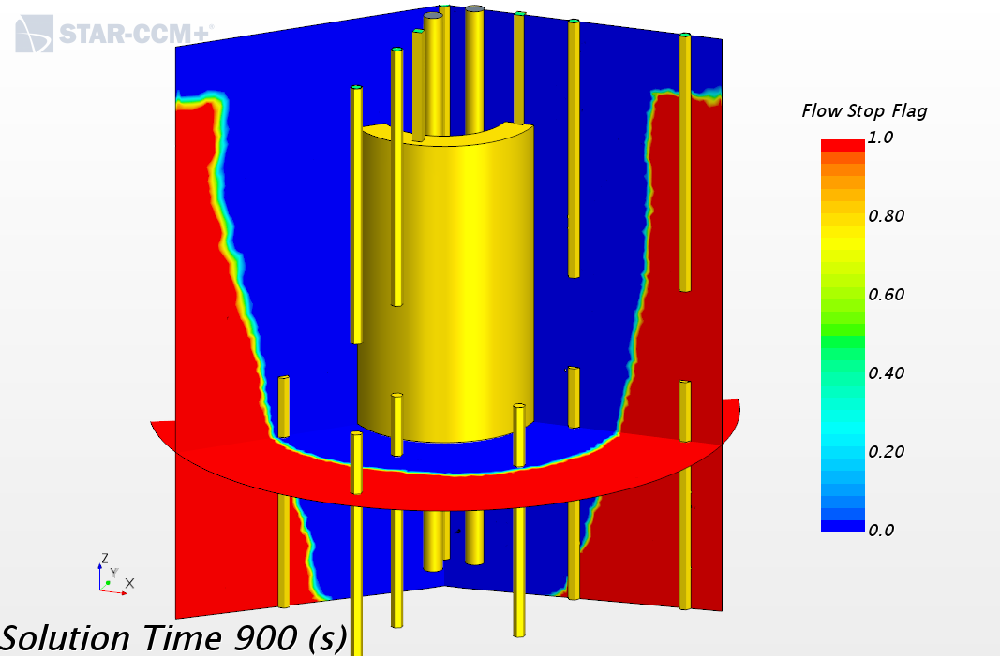 STAR-CCM+
Flow Stop Flag
1.0
0.80
0.60
0.40
0.20
0.0
Z
Y
X
Solution Time 900 (s)